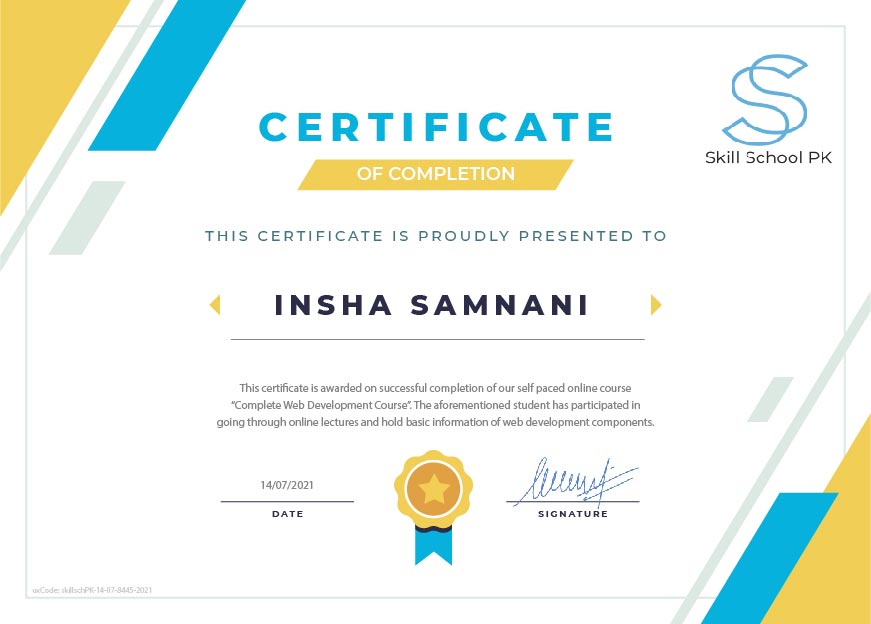 CERTIFICATE
Skill School PK
OF COMPLETION
THIS CERTIFICATE IS PROUDLY PRESENTED TO
INSHA SAMNANI
This certificate is awarded on successful completion of our self paced online course
“Complete Web Development Course”. The aforementioned student has participated in
going through online lectures and hold basic information of web development components.
14/07/2021
DATE
SIGNATURE
uxCode: skillschPK-14-07-8445-2021